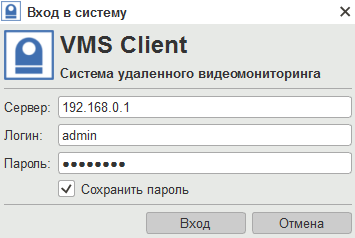 Вход в систему
VMS Client
Система удаленного видеомониторинга
Сервер: 192.168.0.1
Логин: admin
Пароль: ●●●●●●●●
Сохранить пароль
Вход Отмена